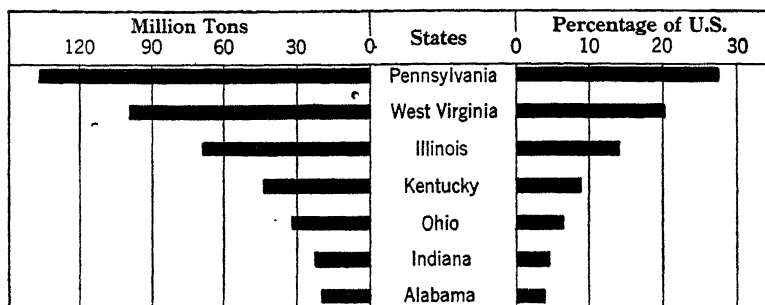 Million Tons
Percentage of U.S.
120 90 60 30 0
States
0 10 20 30
Pennsylvania
West Virginia
Illinois
Kentucky
Ohio
Indiana
Alabama